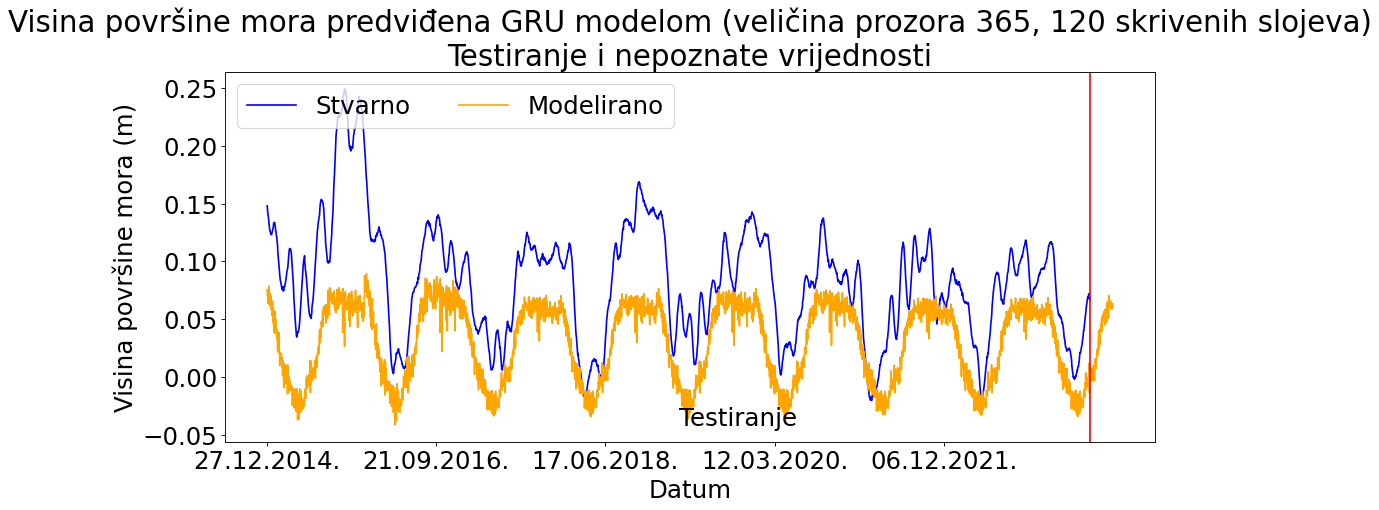 Visina površine mora predviđena GRU modelom (veličina prozora 365, 120 skrivenih slojeva)
Testiranje i nepoznate vrijednosti
Stvarno
Modelirano
Visina površine mora (m)
0.25
0.20
0.15
0.10
0.05
0.00
−0.05
Testiranje
27.12.2014.
21.09.2016.
17.06.2018.
12.03.2020.
06.12.2021.
Datum